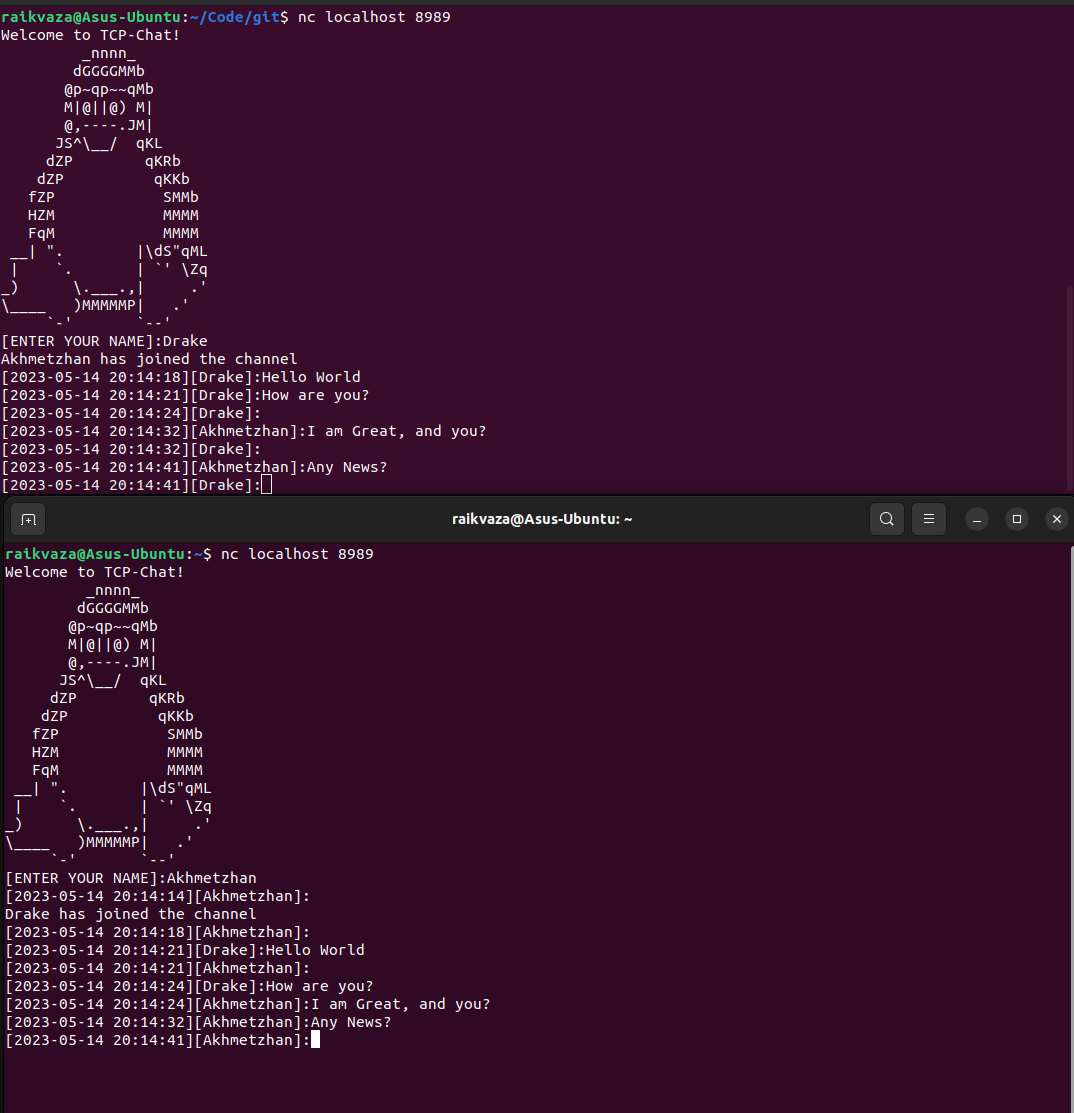 raikvaza@Asus-Ubuntu:~/Code/git$ nc localhost 8989
Welcome to TCP-Chat!
         _nnnn_
        dGGGGMMb
       @p~qp~~qMb
       M|@||@) M|
       @,----.JM|
      JS^\__/  qKL
     dZP        qKRb
    dZP          qKKb
   fZP            SMMb
   HZM            MMMM
   FqM            MMMM
 __| ".        |\dS"qML
 |    `.       | `' \Zq
_)      \.___.,|     .'
\____   )MMMMMP|   .'
     `-'       `--'
[ENTER YOUR NAME]:Drake
Akhmetzhan has joined the channel
[2023-05-14 20:14:18][Drake]:Hello World
[2023-05-14 20:14:21][Drake]:How are you?
[2023-05-14 20:14:24][Drake]:
[2023-05-14 20:14:32][Akhmetzhan]:I am Great, and you?
[2023-05-14 20:14:32][Drake]:
[2023-05-14 20:14:41][Akhmetzhan]:Any News?
[2023-05-14 20:14:41][Drake]:
raikvaza@Asus-Ubuntu: ~
raikvaza@Asus-Ubuntu:~$ nc localhost 8989
Welcome to TCP-Chat!
         _nnnn_
        dGGGGMMb
       @p~qp~~qMb
       M|@||@) M|
       @,----.JM|
      JS^\__/  qKL
     dZP        qKRb
    dZP          qKKb
   fZP            SMMb
   HZM            MMMM
   FqM            MMMM
 __| ".        |\dS"qML
 |    `.       | `' \Zq
_)      \.___.,|     .'
\____   )MMMMMP|   .'
     `-'       `--'
[ENTER YOUR NAME]:Akhmetzhan
[2023-05-14 20:14:14][Akhmetzhan]:
Drake has joined the channel
[2023-05-14 20:14:18][Akhmetzhan]:
[2023-05-14 20:14:21][Drake]:Hello World
[2023-05-14 20:14:21][Akhmetzhan]:
[2023-05-14 20:14:24][Drake]:How are you?
[2023-05-14 20:14:24][Akhmetzhan]:I am Great, and you?
[2023-05-14 20:14:32][Akhmetzhan]:Any News?
[2023-05-14 20:14:41][Akhmetzhan]: